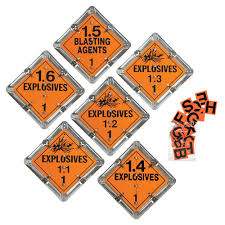 1.5
BLASTING
AGENTS
1
1.6
EXPLOSIVES
1
EXPLOSIVES
1.3
1
EXPLOSIVES
1.2
1
EXPLOSIVES
1.1
1
1.4
EXPLOSIVES
1
H
F
G
S
B